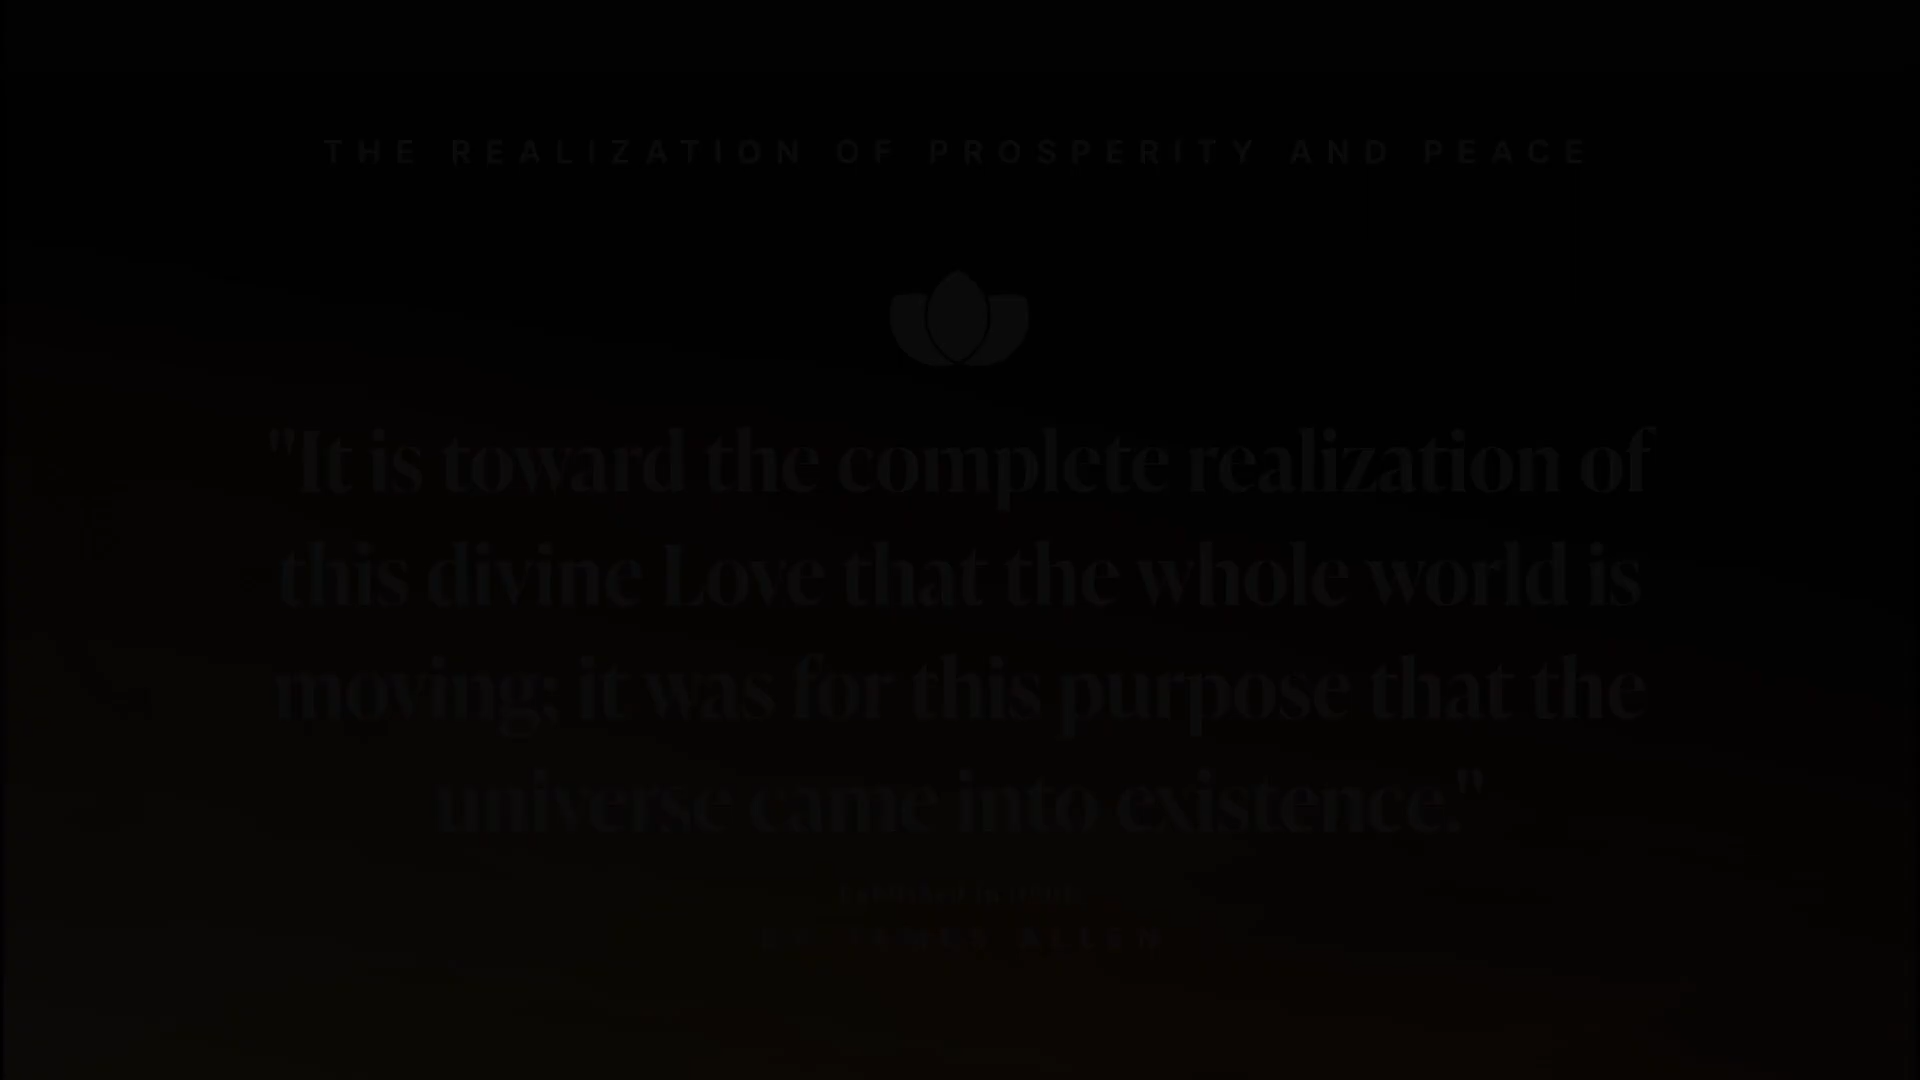 THE REALIZATION OF PROSPERITY AND PEACE
"It is toward the complete realization of
this divine Love that the whole world is
moving; it was for this purpose that the
universe came into existence."
BY JAMES ALLEN